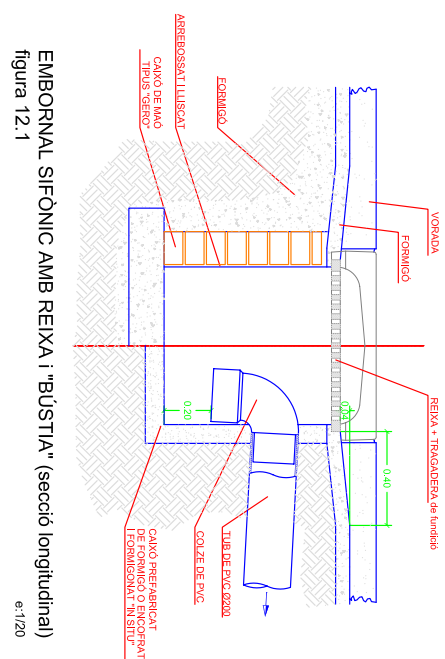 VORADA
FORMIGÓ
REIXA + TRAGADERA de fundició
FORMIGÓ
ARREBOSSAT I LLISCAT
CAIXÓ DE MAÓ
TIPUS "GERO"
0.04
0.40
0.20
TUB DE PVC Ø200
COLZE DE PVC
CAIXÓ PREFABRICAT
DE FORMIGÓ O ENCOFRAT
I FORMIGONAT "IN SITU"
EMBORNAL SIFÒNIC AMB REIXA i "BÚSTIA" (secció longitudinal)
figura 12.1
e:1/20